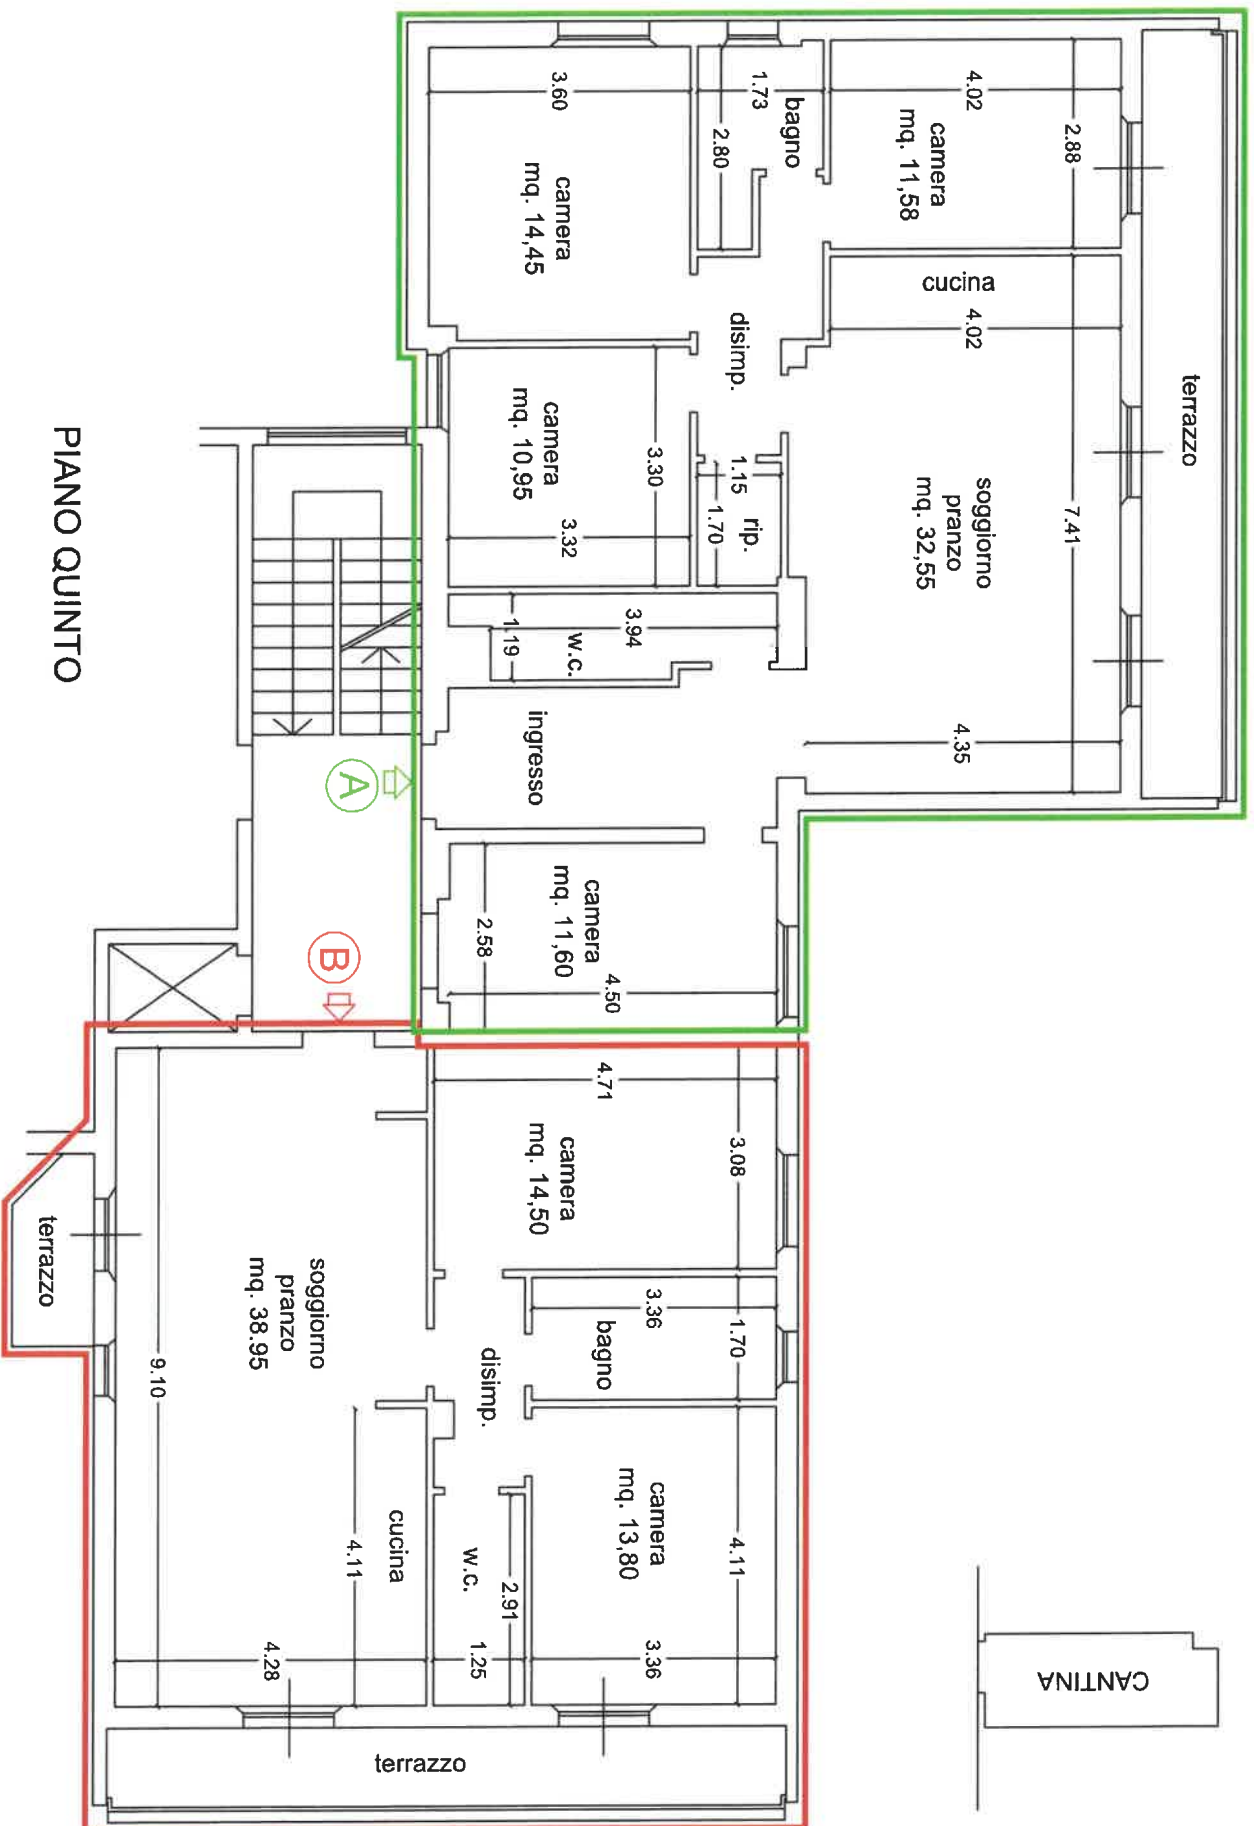 terrazzo
4.02
2.88
camera
mq. 11,58
1.73
bagno
2.80
3.60
camera
mq. 14,45
cucina
4.02
disimp.
soggiorno
pranzo
mq. 32,55
7.41
4.35
3.30
camera
mq. 10,95
3.32
1.15
rip.
1.70
3.94
w.c.
1.19
ingresso
camera
mq. 11,60
2.58
4.50
A
B
4.71
3.08
camera
mq. 14,50
3.36
1.70
bagno
disimp.
soggiorno
pranzo
mq. 38.95
9.10
terrazzo
camera
mq. 13,80
4.11
3.36
w.c.
2.91
1.25
cucina
4.11
4.28
terrazzo
CANTINA
PIANO QUINTO